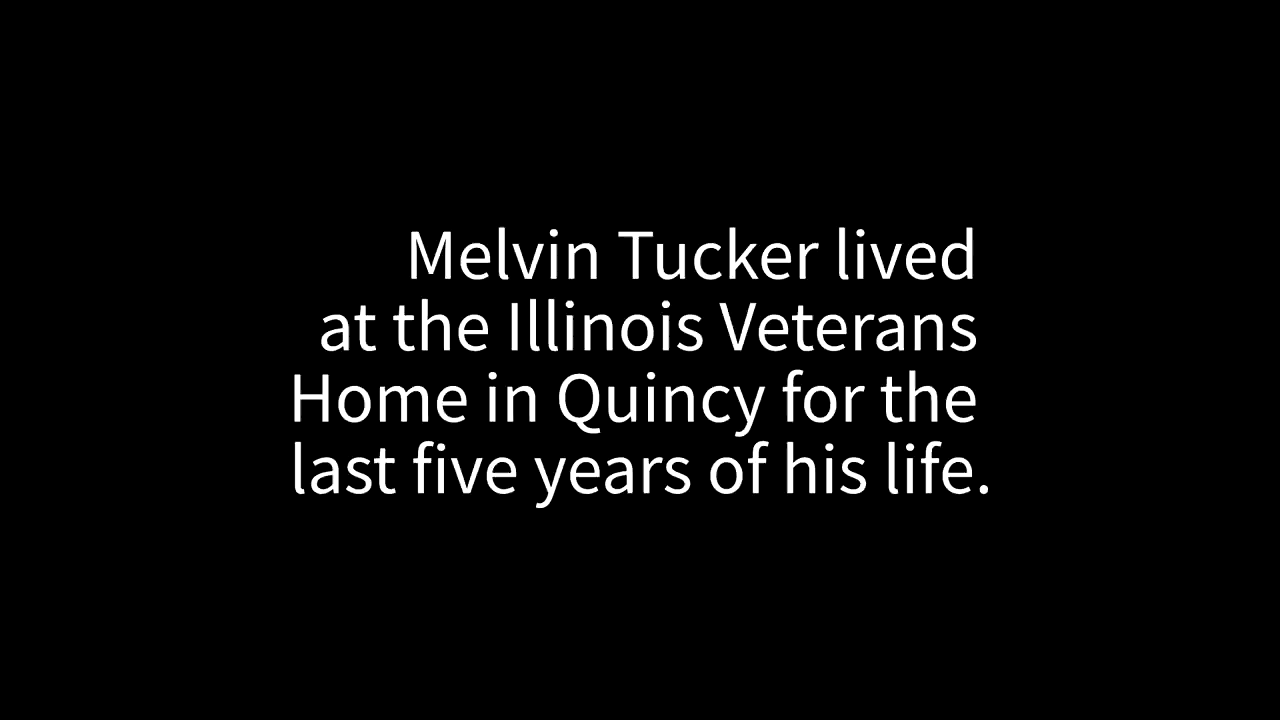 Melvin Tucker lived
at the Illinois Veterans
Home in Quincy for the
last five years of his life.